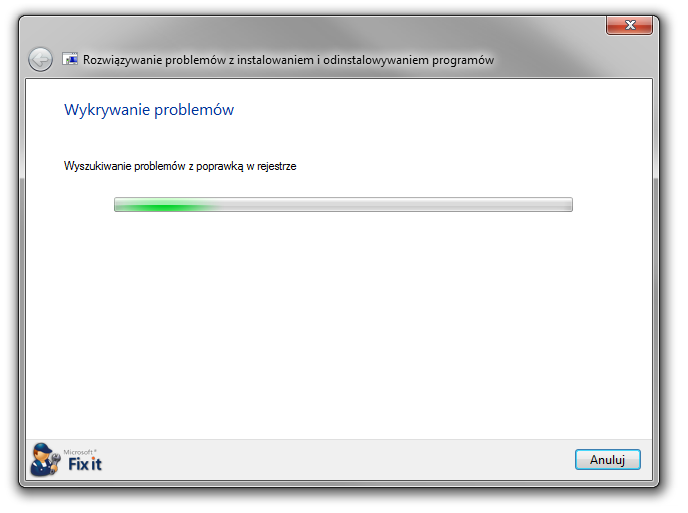 Rozwiązywanie problemów z instalowaniem i odinstalowywaniem programów
Wykrywanie problemów
Wyszukiwanie problemów z poprawką w rejestrze
Microsoft®
Fix it
Anuluj